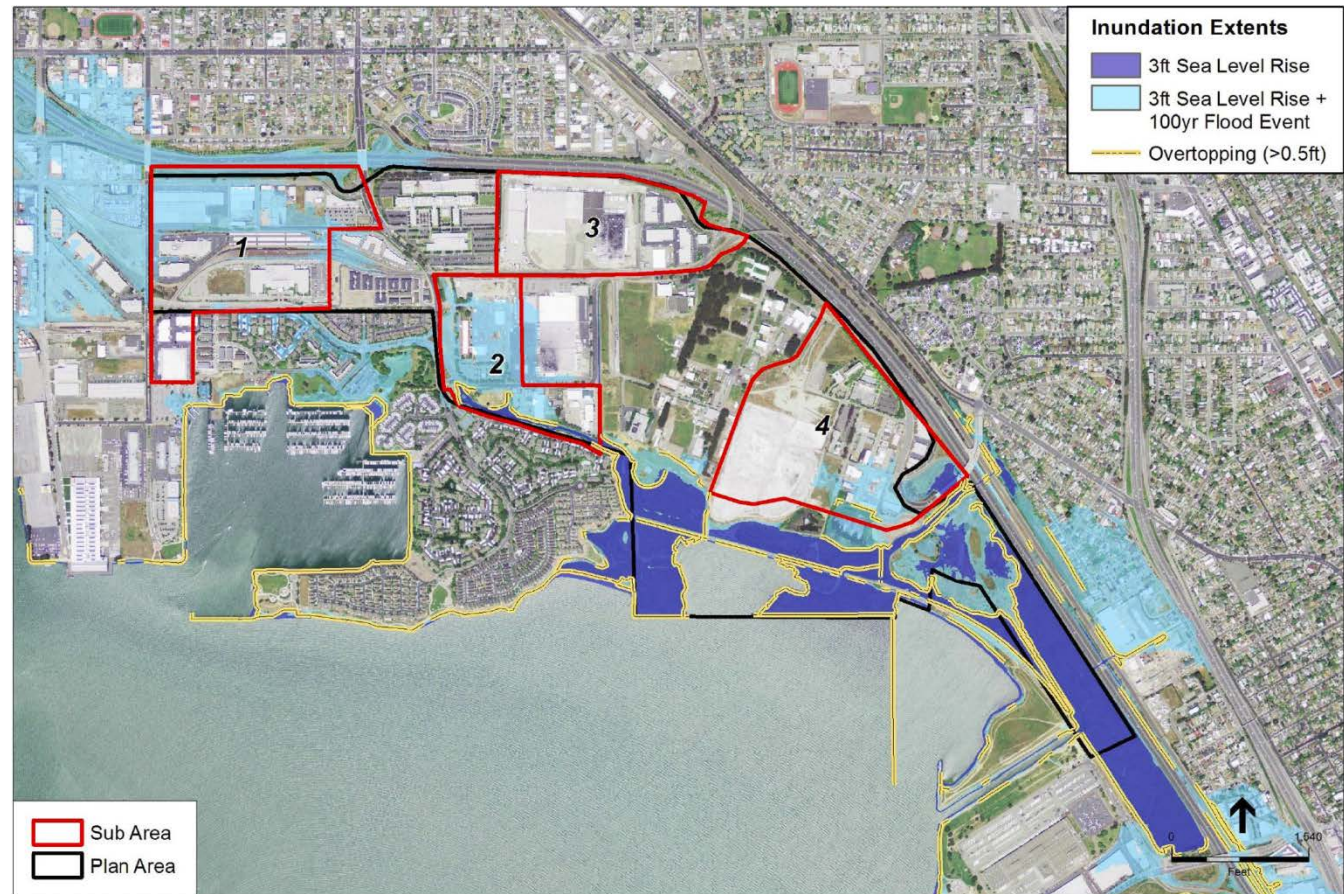 Inundation Extents
3ft Sea Level Rise
3ft Sea Level Rise +
100yr Flood Event
Overtopping (>0.5ft)
1
2
3
4
Sub Area
Plan Area
0
1,640
Feet